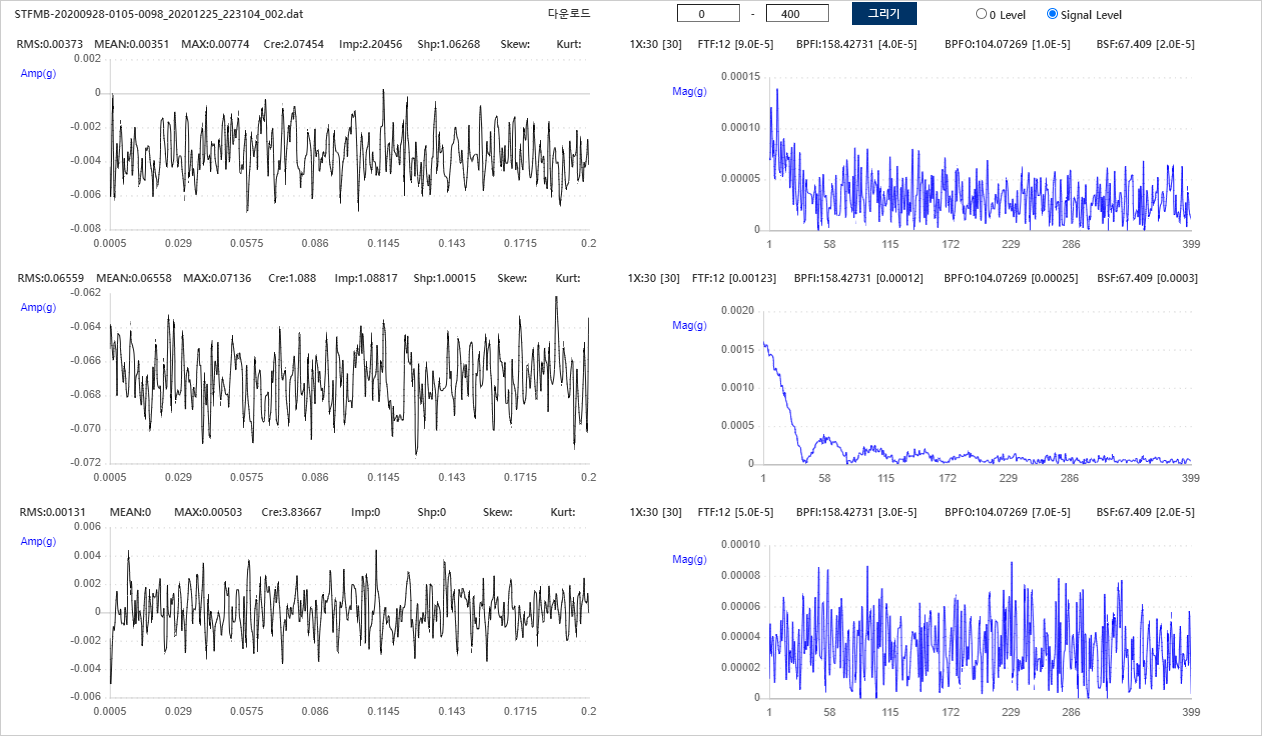 STFMB-20200928-0105-0098_20201225_223104_002.dat 다운로드 0 - 400 그리기 0 Level Signal Level
RMS:0.00373 MEAN:0.00351 MAX:0.00774 Cre:2.07454 Imp:2.20456 Shp:1.06268 Skew: Kurt:
Amp(g)
0.002
0
-0.002
-0.004
-0.006
-0.008
0.0005 0.029 0.0575 0.086 0.1145 0.143 0.1715 0.2
1X:30 [30] FTF:12 [9.0E-5] BPFI:158.42731 [4.0E-5] BPFO:104.07269 [1.0E-5] BSF:67.409 [2.0E-5]
Mag(g)
0.00015
0.00010
0.00005
0
1 58 115 172 229 286 399
RMS:0.06559 MEAN:0.06558 MAX:0.07136 Cre:1.088 Imp:1.08817 Shp:1.00015 Skew: Kurt:
Amp(g)
-0.062
-0.064
-0.066
-0.068
-0.070
-0.072
0.0005 0.029 0.0575 0.086 0.1145 0.143 0.1715 0.2
1X:30 [30] FTF:12 [0.00123] BPFI:158.42731 [0.00012] BPFO:104.07269 [0.00025] BSF:67.409 [0.0003]
Mag(g)
0.0020
0.0015
0.0010
0.0005
0
1 58 115 172 229 286 399
RMS:0.00131 MEAN:0 MAX:0.00503 Cre:3.83667 Imp:0 Shp:0 Skew: Kurt:
Amp(g)
0.006
0.004
0.002
0
-0.002
-0.004
-0.006
0.0005 0.029 0.0575 0.086 0.1145 0.143 0.1715 0.2
1X:30 [30] FTF:12 [5.0E-5] BPFI:158.42731 [3.0E-5] BPFO:104.07269 [7.0E-5] BSF:67.409 [2.0E-5]
Mag(g)
0.00010
0.00008
0.00006
0.00004
0.00002
0
1 58 115 172 229 286 399